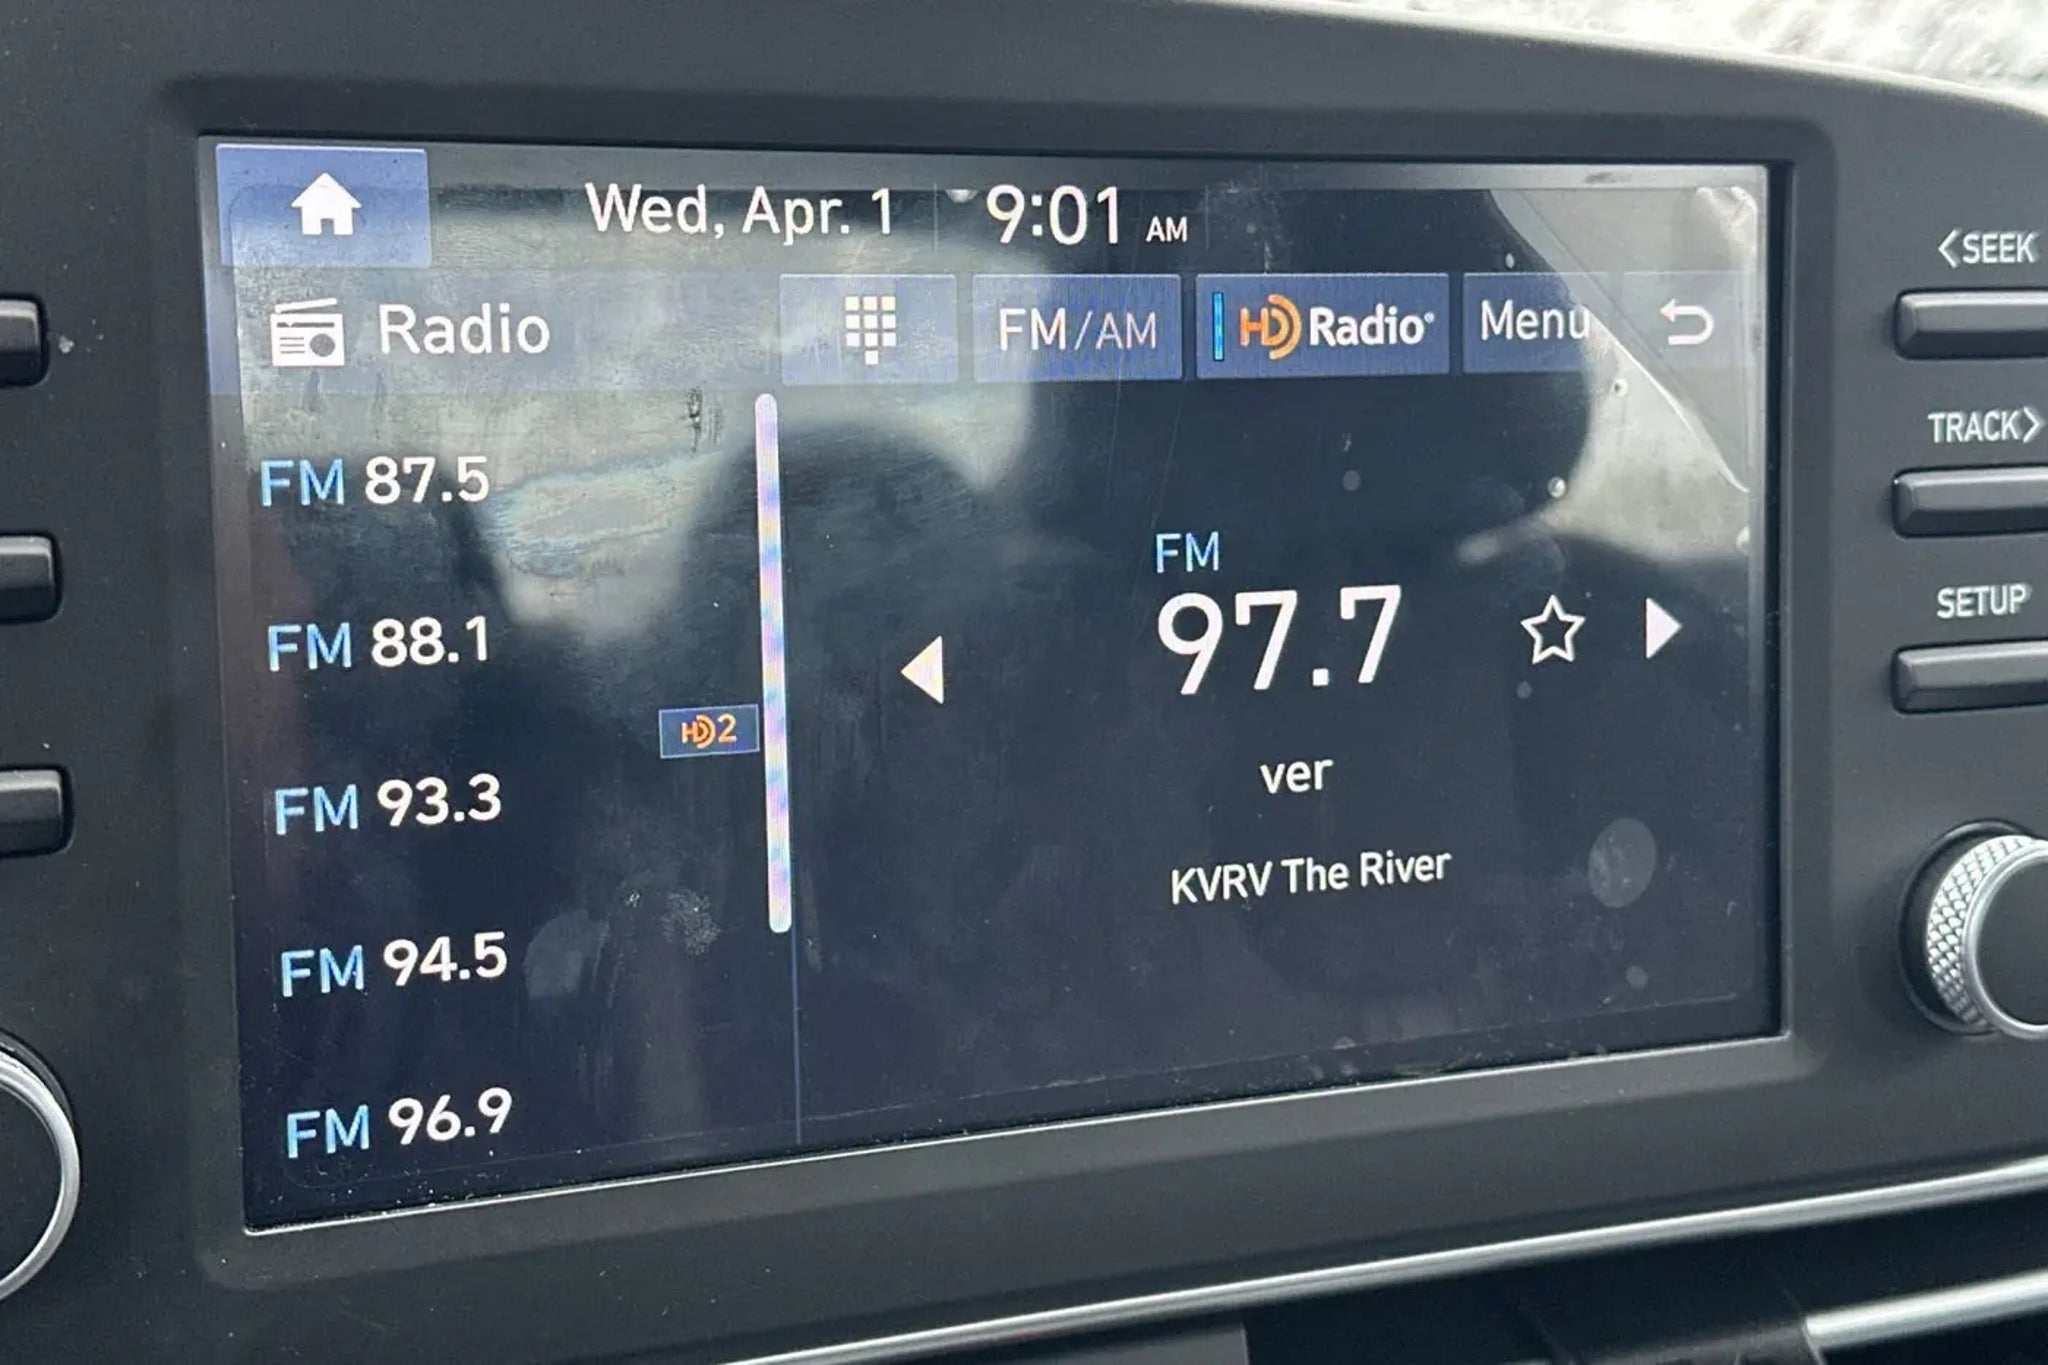 Wed, Apr. 1 9:01 AM
Radio FM/AM HD Radio® Menu
FM 87.5
FM 88.1
HD2
FM 93.3
FM 94.5
FM 96.9
FM
97.7
ver
KVRV The River
<SEEK
TRACK>
SETUP